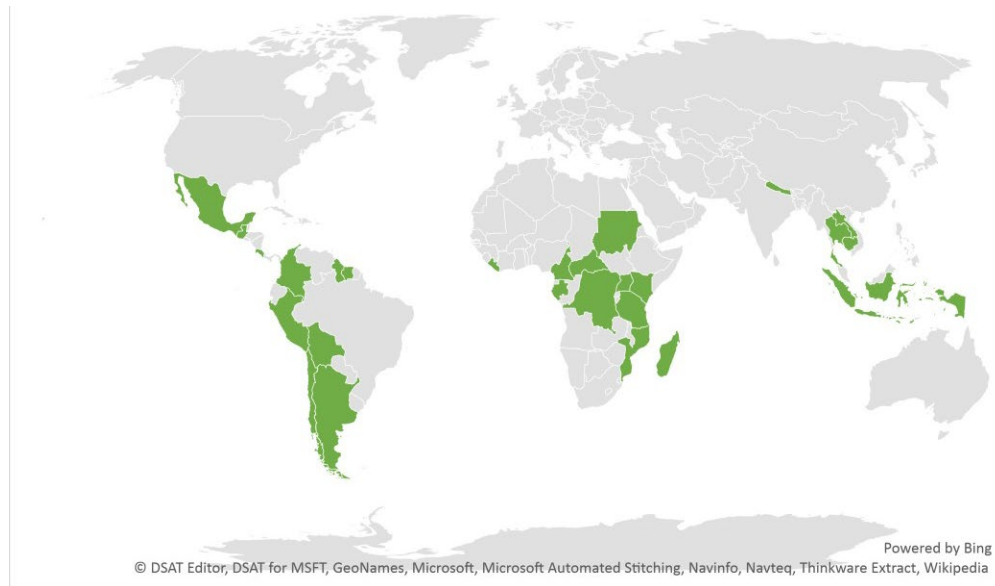 Powered by Bing
© DSAT Editor, DSAT for MSFT, GeoNames, Microsoft, Microsoft Automated Stitching, Navinfo, Navteq, Thinkware Extract, Wikipedia